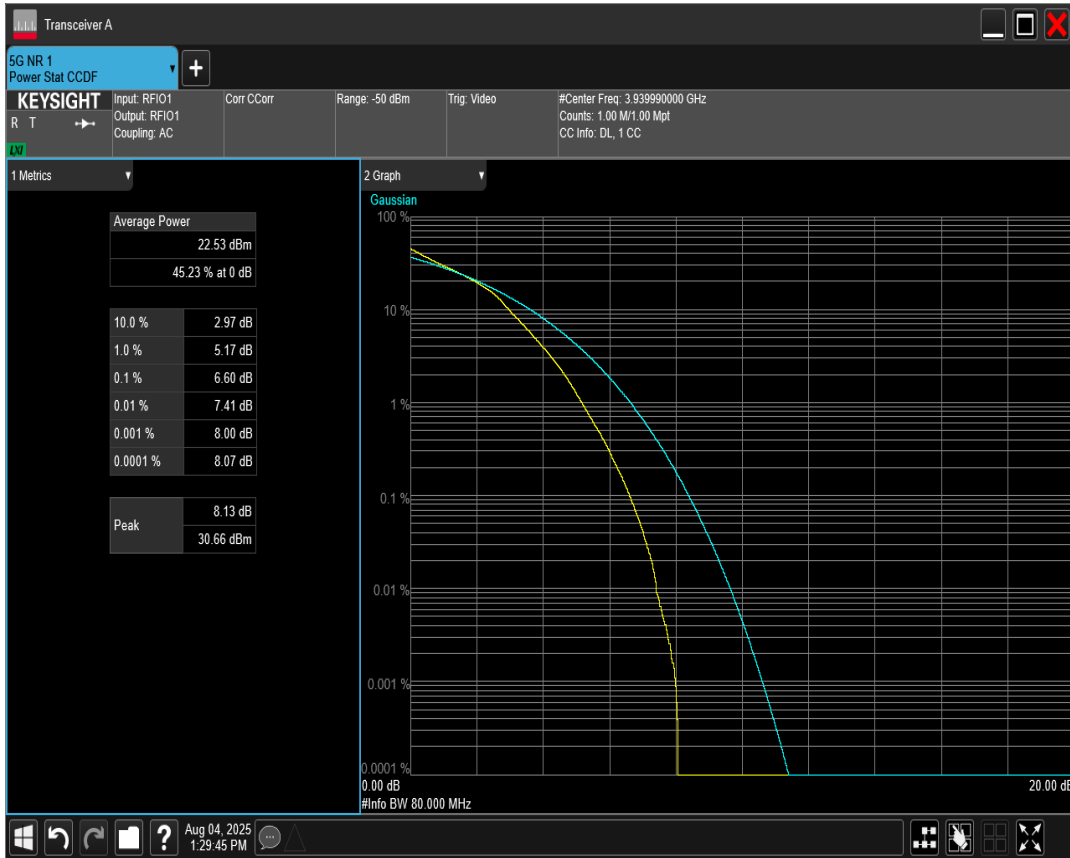 Transceiver A
5G NR 1
Power Stat CCDF
KEYSIGHT
R T
LXI
Input: RFIO1
Output: RFIO1
Coupling: AC
Corr CCorr
Range: -50 dBm
Trig: Video
#Center Freq: 3.939990000 GHz
Counts: 1.00 M/1.00 Mpt
CC Info: DL, 1 CC
1 Metrics
Average Power
22.53 dBm
45.23 % at 0 dB
10.0 % 2.97 dB
1.0 % 5.17 dB
0.1 % 6.60 dB
0.01 % 7.41 dB
0.001 % 8.00 dB
0.0001 % 8.07 dB
Peak
8.13 dB
30.66 dBm
2 Graph
Gaussian
100 %
10 %
1 %
0.1 %
0.01 %
0.001 %
0.0001 %
0.00 dB
20.00 dB
#Info BW 80.000 MHz
?
Aug 04, 2025
1:29:45 PM